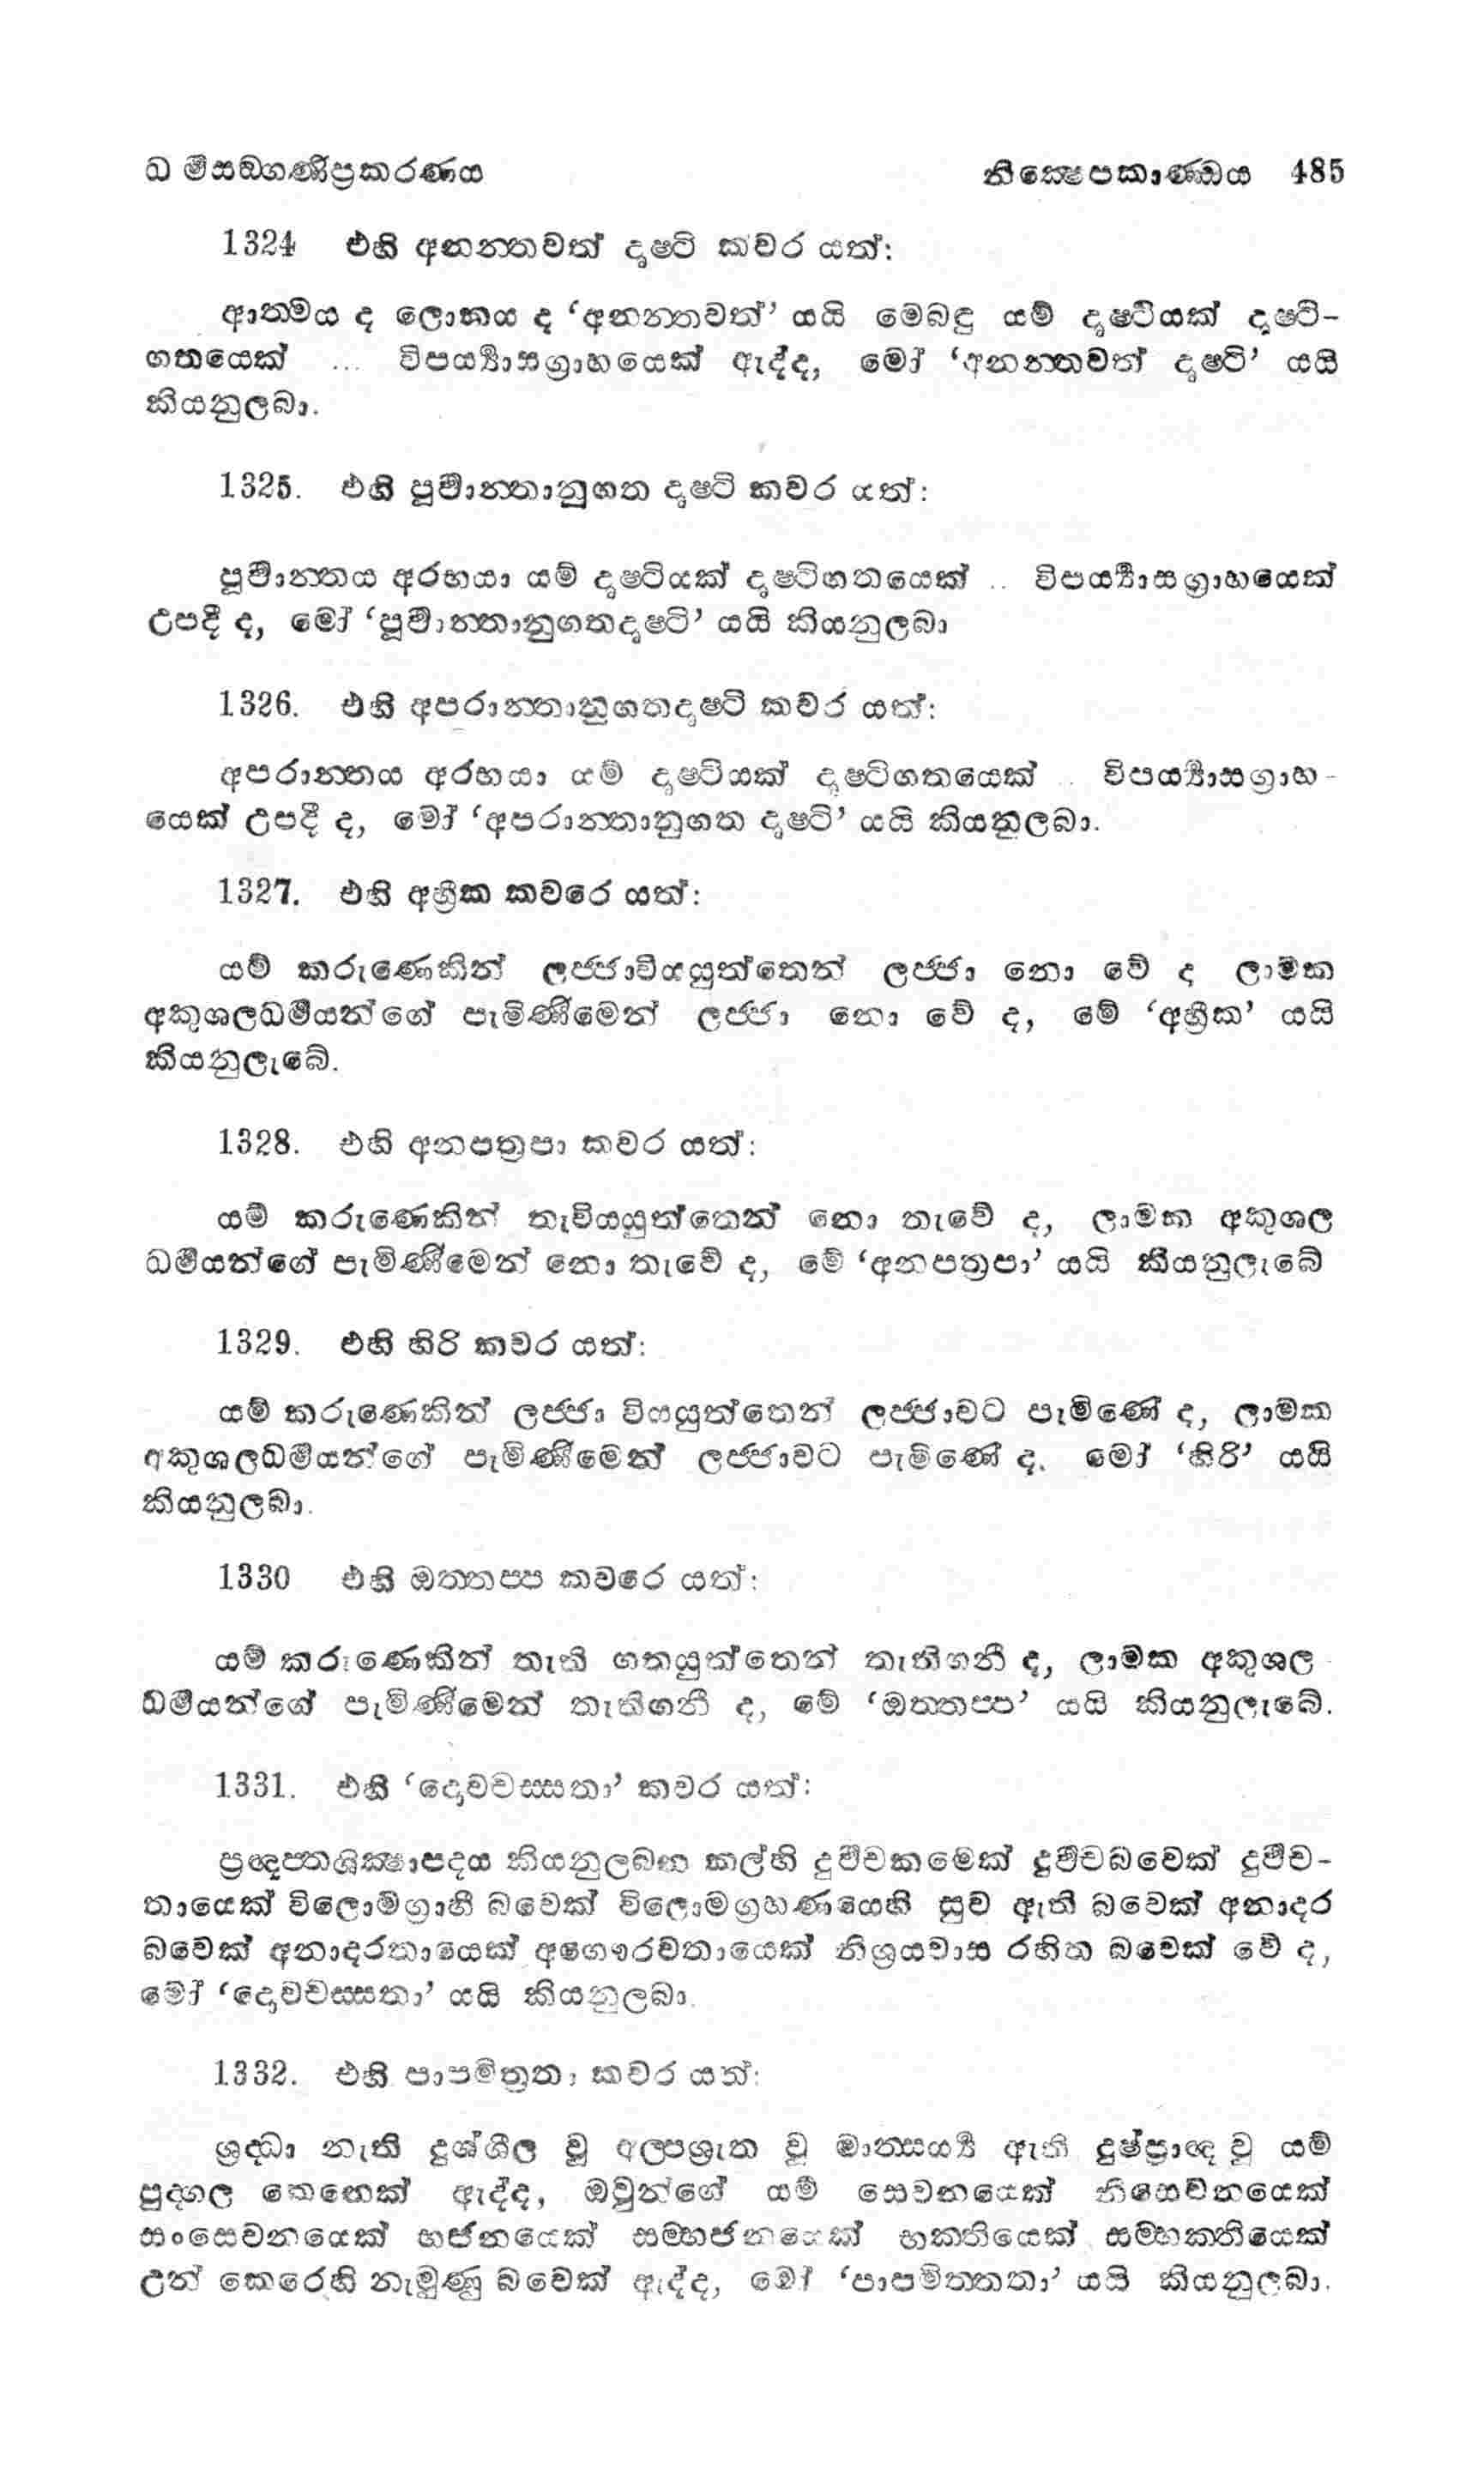 ධර්මසඞ්ගණිප්‍රකරණය නික්ෂෙපකාණ්ඩය 485
1324 එහි අනන්තවත් දෘෂ්ටි කවර යත්:
ආත්මය ද ලොකය ද ‘අනන්තවත්’ යයි මෙබඳු යම් දෘෂ්ටියක් දෘෂ්ටි-
ගතයෙක් ... විපර්‍ය්‍යාසග්‍රාහයෙක් ඇද්ද, මෝ ‘අනන්තවත් දෘෂ්ටි’ යයි
කියනුලබා.
1325. එහි පූර්වාන්තානුගත දෘෂ්ටි කවර යත්:
පූර්වාන්තය අරභයා යම් දෘෂ්ටියක් දෘෂ්ටිගතයෙක් .. විපර්‍ය්‍යාසග්‍රාහයෙක්
උපදී ද, මෝ ‘පූර්වාන්තානුගතදෘෂ්ටි’ යයි කියනුලබා
1326. එහි අපරාන්තානුගතදෘෂ්ටි කවර යත්:
අපරාන්තය අරභයා යම් දෘෂ්ටියක් දෘෂ්ටිගතයෙක් .. විපර්‍ය්‍යාසග්‍රාහ-
යෙක් උපදී ද, මෝ ‘අපරාන්තානුගත දෘෂ්ටි’ යයි කියනුලබා.
1327. එහි අහ්‍රීක කවරෙ යත්:
යම් කරුණෙකින් ලජ්ජාවියයුත්තෙන් ලජ්ජා නො වේ ද ලාමක
අකුශලධර්මයන්ගේ පැමිණීමෙන් ලජ්ජා නො වේ ද, මේ ‘අහ්‍රීක’ යයි
කියනුලැබේ.
1328. එහි අනපත්‍රපා කවර යත්:
යම් කරුණෙකින් තැවියයුත්තෙන් නො තැවේ ද, ලාමක අකුශල
ධර්මයන්ගේ පැමිණීමෙන් නො තැවේ ද, මේ ‘අනපත්‍රපා’ යයි කියනුලැබේ
1329. එහි හිරි කවර යත්:
යම් කරුණෙකින් ලජ්ජා වියයුත්තෙන් ලජ්ජාවට පැමිණේ ද, ලාමක
අකුශලධර්මයන්ගේ පැමිණීමෙන් ලජ්ජාවට පැමිණේ ද, මෝ ‘හිරි’ යයි
කියනුලබා.
1330 එහි ඔත්තප්ප කවරෙ යත්:
යම් කරුණෙකින් තැති ගතයුත්තෙන් තැතිගනී ද, ලාමක අකුශල
ධර්මයන්ගේ පැමිණීමෙන් තැතිගනී ද, මේ ‘ඔත්තප්ප’ යයි කියනුලැබේ.
1331. එහි ‘දොවචස්සතා’ කවර යත්:
ප්‍රඥප්තශික්ෂාපදය කියනුලබන කල්හි දුර්වචකමෙක් දුර්වචබවෙක් දුර්වච-
තායෙක් විලොමග්‍රාහී බවෙක් විලොමග්‍රහණයෙහි සුව ඇති බවෙක් අනාදර
බවෙක් අනාදරතායෙක් අගෞරවතායෙක් නිශ්‍රයවාස රහිත බවෙක් වේ ද,
මෝ ‘දොවචස්සතා’ යයි කියනුලබා.
1332. එහි පාපමිත්‍රතා කවර යත්:
ශ්‍රද්ධා නැති දුශ්ශීල වූ අල්පශ්‍රුත වූ මාත්සර්‍ය්‍ය ඇති දුෂ්ප්‍රාඥ වූ යම්
පුද්ගල කෙනෙක් ඇද්ද, ඔවුන්ගේ යම් සෙවනයෙක් නිසෙවනයෙක්
සංසෙවනයෙක් භජනයෙක් සම්භජනයෙක් භක්තියෙක් සම්භක්තියෙක්
උන් කෙරෙහි නැමුණු බවෙක් ඇද්ද, මෝ ‘පාපමිත්තතා’ යයි කියනුලබා.